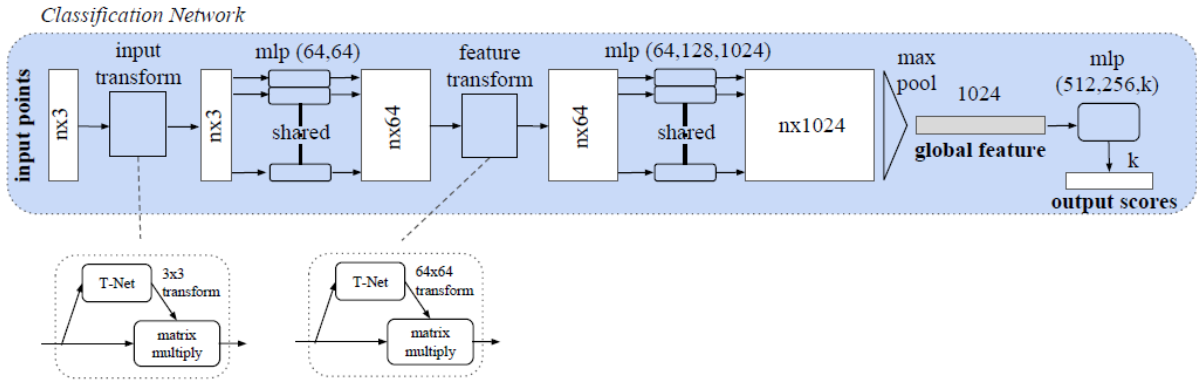 Classification Network
input points
nx3
input
transform
nx3
mlp (64,64)
shared
nx64
feature
transform
nx64
mlp (64,128,1024)
shared
nx1024
max
pool
1024
global feature
mlp
(512,256,k)
k
output scores
T-Net
3x3
transform
matrix
multiply
T-Net
64x64
transform
matrix
multiply